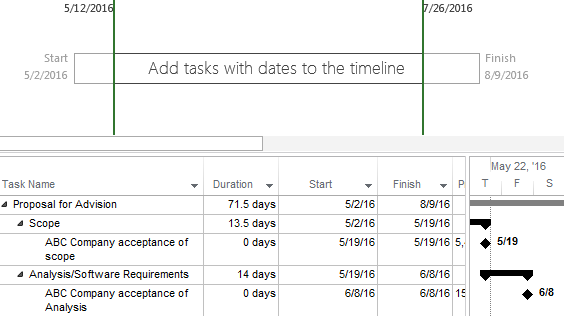 5/12/2016 7/26/2016
Start Finish
5/2/2016 Add tasks with dates to the timeline 8/9/2016
May 22, '16
Task Name Duration Start Finish T F S
Proposal for Advision 71.5 days 5/2/16 8/9/16
Scope 13.5 days 5/2/16 5/19/16
ABC Company acceptance of 0 days 5/19/16 5/19/16 5, 5/19
scope
Analysis/Software Requirements 14 days 5/19/16 6/8/16
ABC Company acceptance of 0 days 6/8/16 6/8/16 15 6/8
Analysis